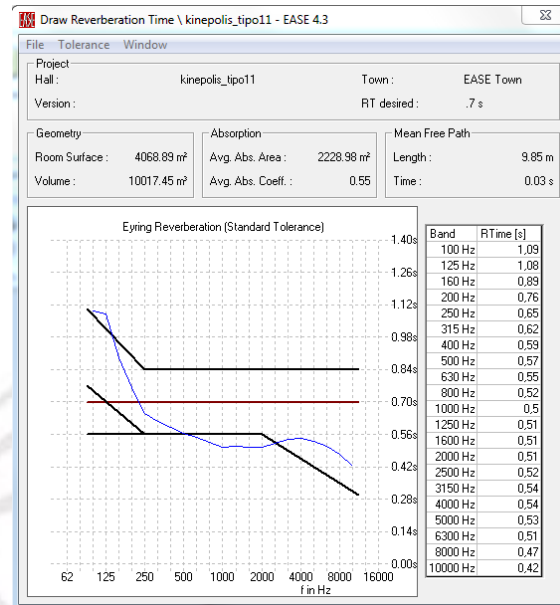 Draw Reverberation Time \ kinepolis_tipo11 - EASE 4.3
File Tolerance Window
Project
Hall : kinepolis_tipo11 Town : EASE Town
Version : RT desired : .7 s
Geometry
Room Surface : 4068.89 m²
Volume : 10017.45 m³
Absorption
Avg. Abs. Area : 2228.98 m²
Avg. Abs. Coeff. : 0.55
Mean Free Path
Length : 9.85 m
Time : 0.03 s
Eyring Reverberation (Standard Tolerance)
1.40s
1.26s
1.12s
0.98s
0.84s
0.70s
0.56s
0.42s
0.28s
0.14s
0.00s
62 125 250 500 1000 2000 4000 8000 16000
f in Hz
Band RTime [s]
100 Hz 1,09
125 Hz 1,08
160 Hz 0,89
200 Hz 0,76
250 Hz 0,65
315 Hz 0,62
400 Hz 0,59
500 Hz 0,57
630 Hz 0,55
800 Hz 0,52
1000 Hz 0,5
1250 Hz 0,51
1600 Hz 0,51
2000 Hz 0,51
2500 Hz 0,52
3150 Hz 0,54
4000 Hz 0,54
5000 Hz 0,53
6300 Hz 0,51
8000 Hz 0,47
10000 Hz 0,42